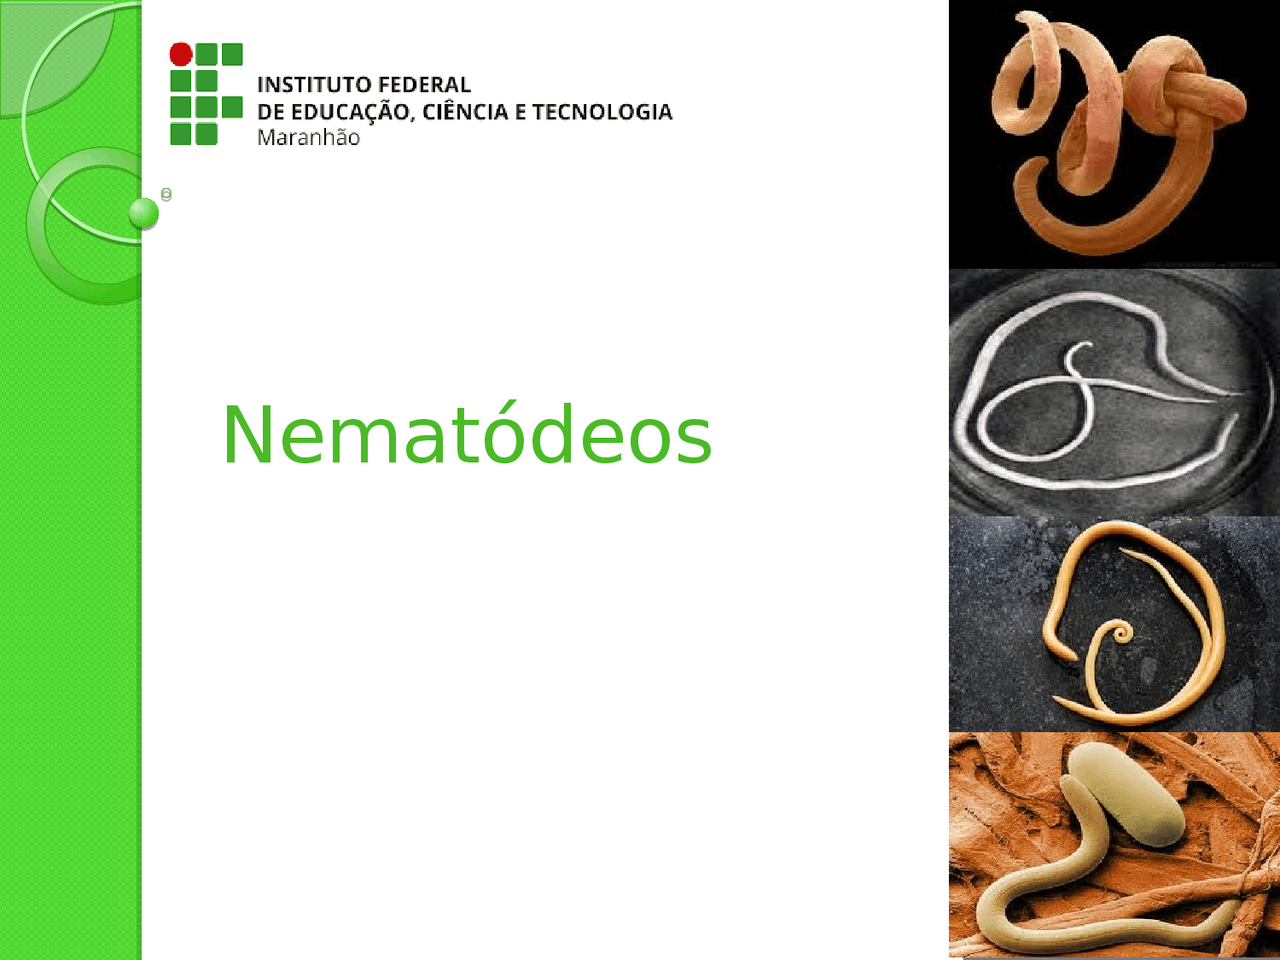 INSTITUTO FEDERAL
DE EDUCAÇÃO, CIÊNCIA E TECNOLOGIA
Maranhão
Nematódeos